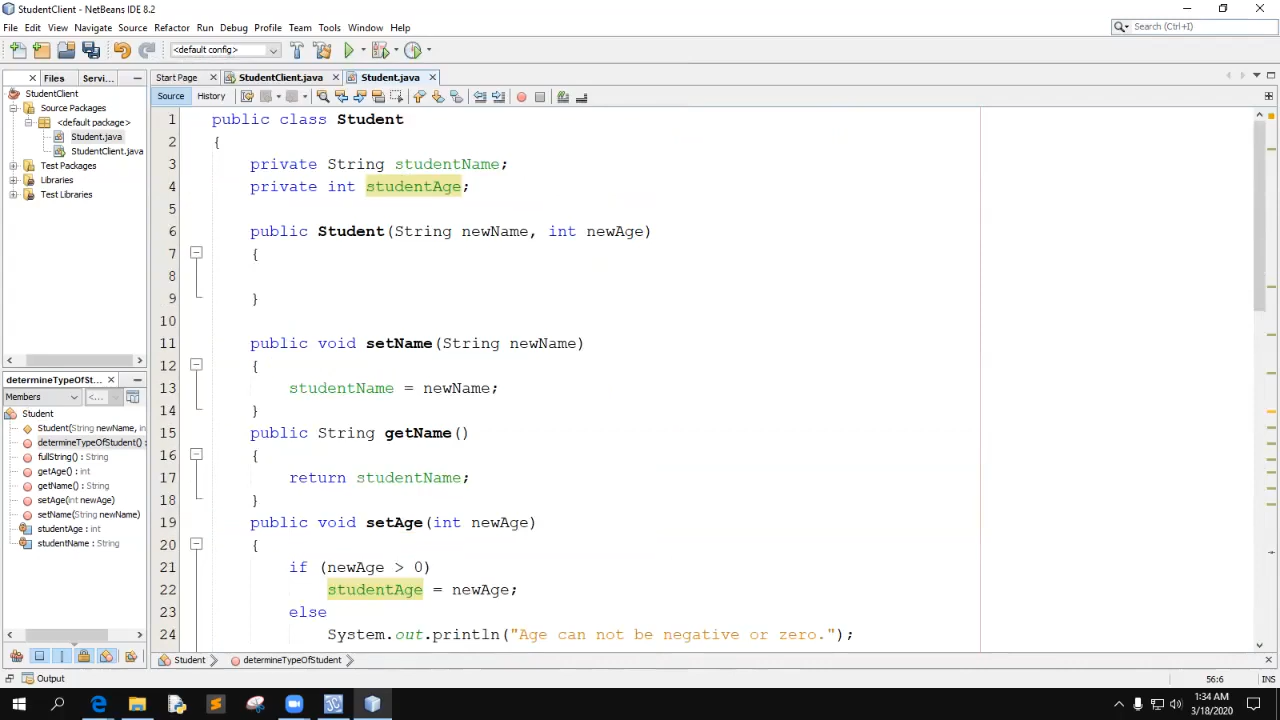 StudentClient - NetBeans IDE 8.2
File Edit View Navigate Source Refactor Run Debug Profile Team Tools Window Help
Search (Ctrl+I)
<default config>
Files Servi...
Start Page StudentClient.java Student.java
Source History
StudentClient
Source Packages
<default package>
Student.java
StudentClient.java
Test Packages
Libraries
Test Libraries
determineTypeOfSt...
Members <...
Student
Student(String newName, in
determineTypeOfStudent() :
fullString() : String
getAge() : int
getName() : String
setAge(int newAge)
setName(String newName)
studentAge : int
studentName : String
1 public class Student
2 {
3 private String studentName;
4 private int studentAge;
5
6 public Student(String newName, int newAge)
7 {
8
9 }
10
11 public void setName(String newName)
12 {
13 studentName = newName;
14 }
15 public String getName()
16 {
17 return studentName;
18 }
19 public void setAge(int newAge)
20 {
21 if (newAge > 0)
22 studentAge = newAge;
23 else
24 System.out.println("Age can not be negative or zero.");
Student determineTypeOfStudent
Output
56:6 INS
1:34 AM
3/18/2020